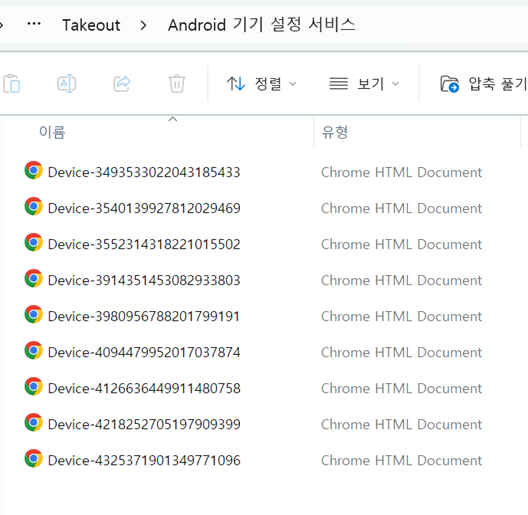 … Takeout > Android 기기 설정 서비스
정렬 보기 압축 풀기
이름 유형
Device-3493533022043185433 Chrome HTML Document
Device-3540139927812029469 Chrome HTML Document
Device-3552314318221015502 Chrome HTML Document
Device-3914351453082933803 Chrome HTML Document
Device-3980956788201799191 Chrome HTML Document
Device-4094479952017037874 Chrome HTML Document
Device-4126636449911480758 Chrome HTML Document
Device-4218252705197909399 Chrome HTML Document
Device-4325371901349771096 Chrome HTML Document